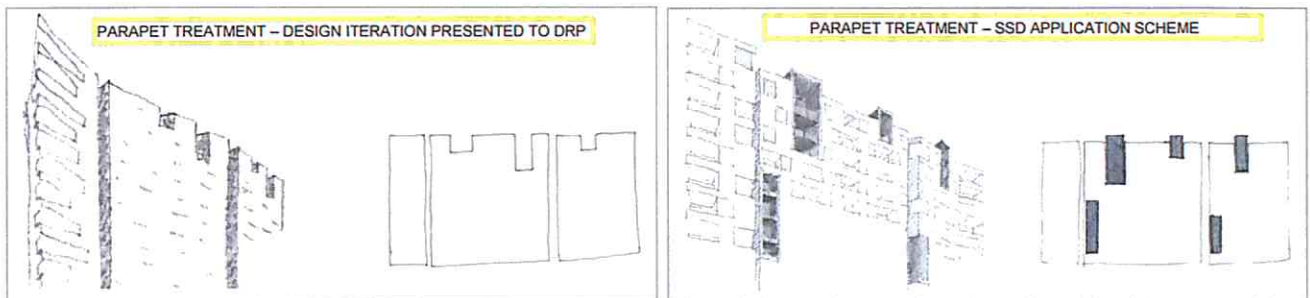 PARAPET TREATMENT – DESIGN ITERATION PRESENTED TO DRP
PARAPET TREATMENT – SSD APPLICATION SCHEME